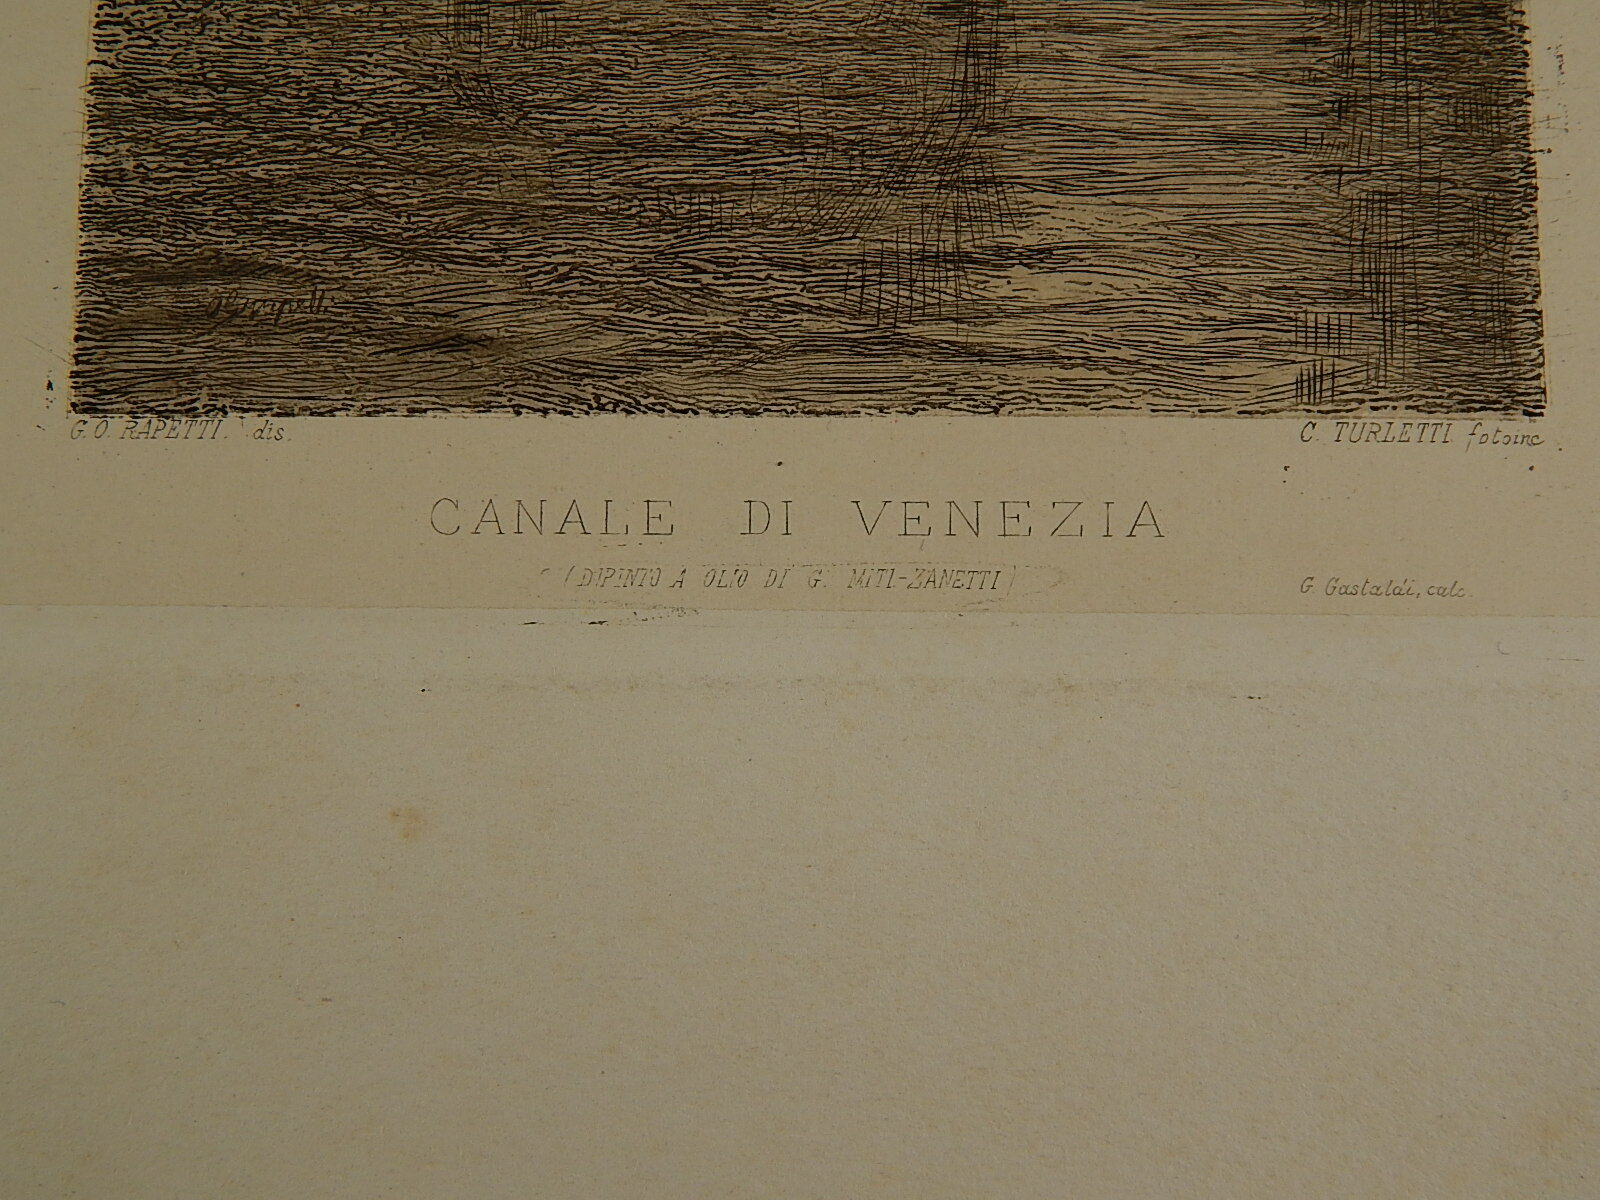 G. O. RAPETTI. dis.
C. TURLETTI fotoinc.
CANALE DI VENEZIA
(DIPINTO A OLIO DI G. MITI-ZANETTI)
G. Gastaldi, calc.